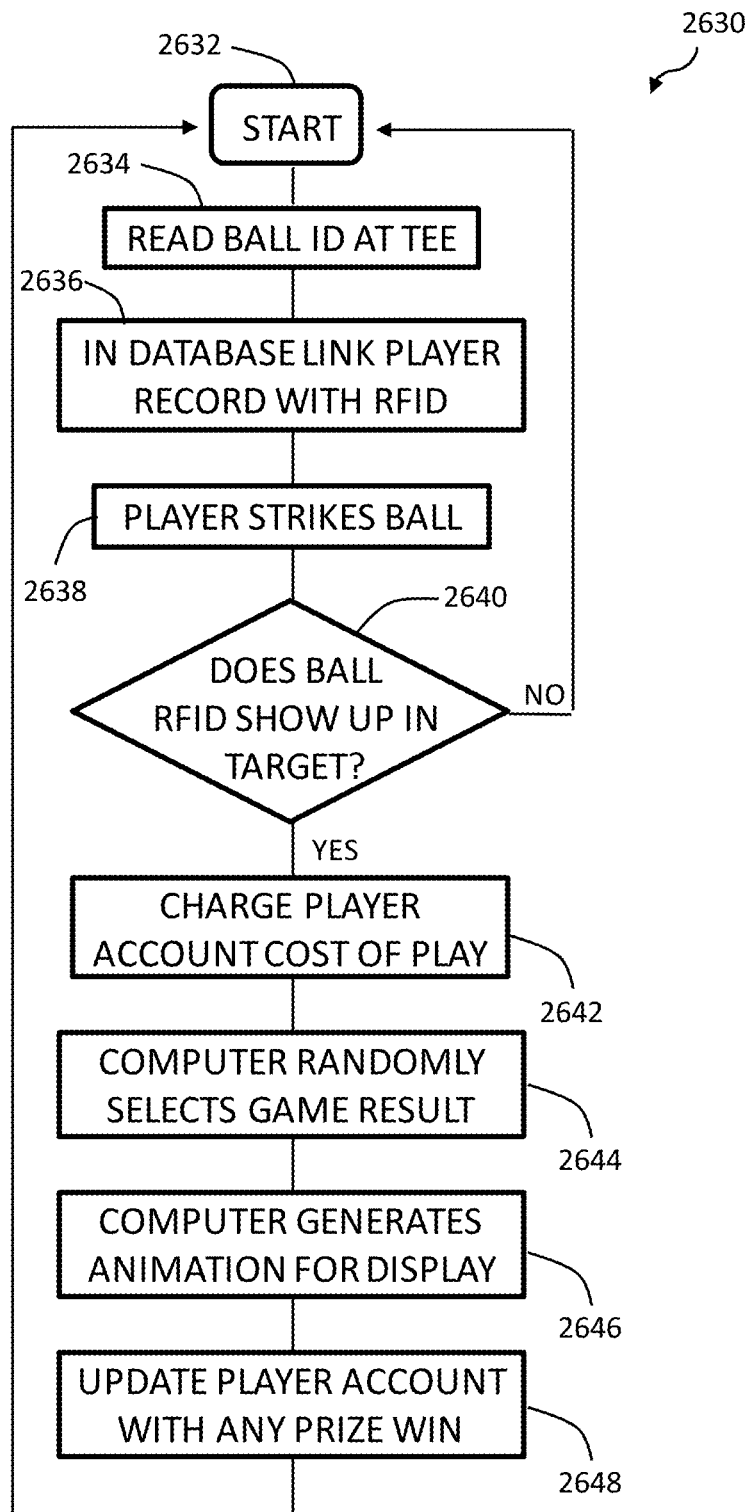 2630
2632
START
2634
READ BALL ID AT TEE
2636
IN DATABASE LINK PLAYER
RECORD WITH RFID
PLAYER STRIKES BALL
2638
2640
DOES BALL
RFID SHOW UP IN
TARGET?
NO
YES
CHARGE PLAYER
ACCOUNT COST OF PLAY
2642
COMPUTER RANDOMLY
SELECTS GAME RESULT
2644
COMPUTER GENERATES
ANIMATION FOR DISPLAY
2646
UPDATE PLAYER ACCOUNT
WITH ANY PRIZE WIN
2648